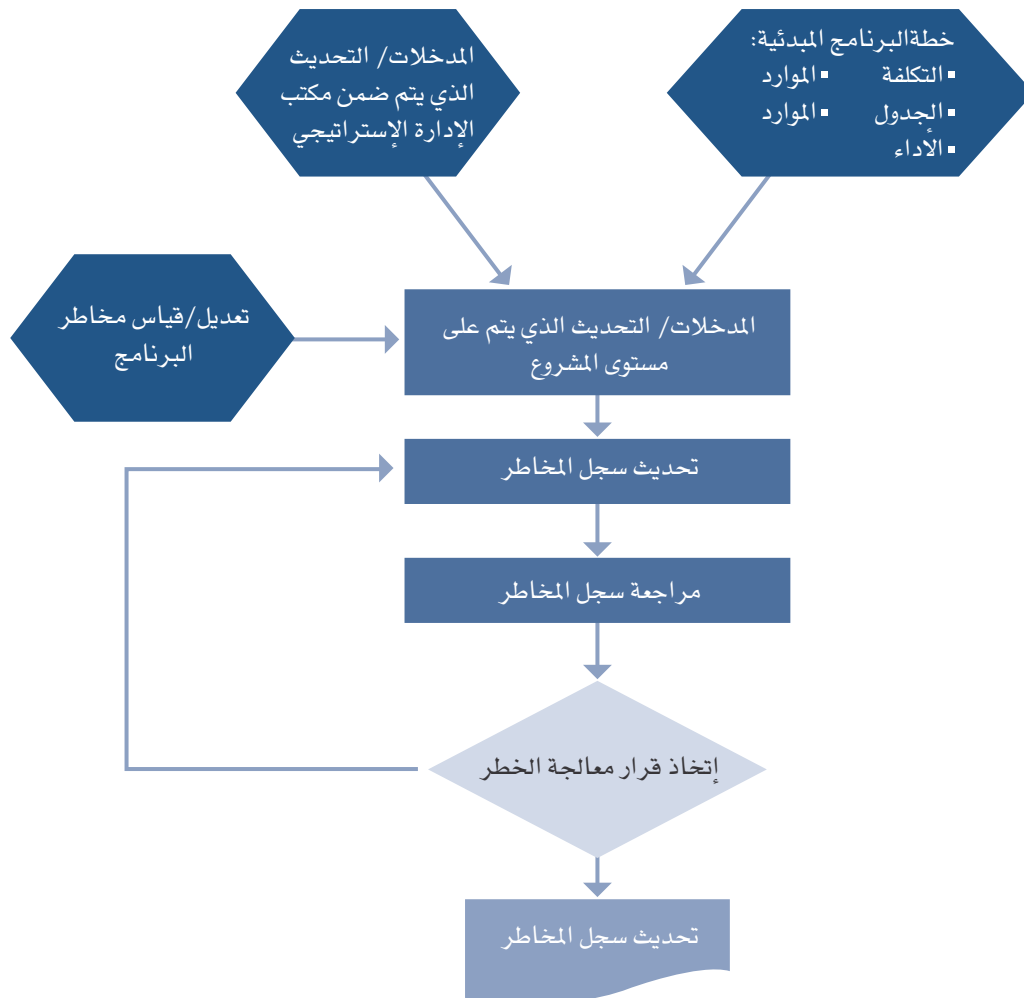 خطةالبرنامج المبدئية:
▪ التكلفة ▪ الموارد
▪ الجدول ▪ الموارد
▪ الأداء
المدخلات/ التحديث
الذي يتم ضمن مكتب
الإدارة الإستراتيجي
تعديل/قياس مخاطر
البرنامج
المدخلات/ التحديث الذي يتم على
مستوى المشروع
تحديث سجل المخاطر
مراجعة سجل المخاطر
إتخاذ قرار معالجة الخطر
تحديث سجل المخاطر